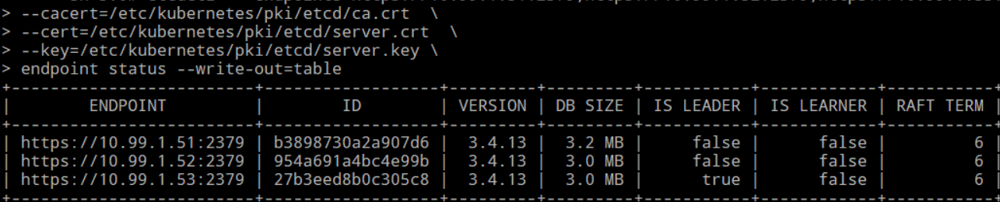 > --cacert=/etc/kubernetes/pki/etcd/ca.crt \
> --cert=/etc/kubernetes/pki/etcd/server.crt \
> --key=/etc/kubernetes/pki/etcd/server.key \
> endpoint status --write-out=table
+--------------------------+------------------+---------+---------+-----------+------------+-----------+
| ENDPOINT | ID | VERSION | DB SIZE | IS LEADER | IS LEARNER | RAFT TERM |
+--------------------------+------------------+---------+---------+-----------+------------+-----------+
| https://10.99.1.51:2379 | b3898730a2a907d6 | 3.4.13 | 3.2 MB | false | false | 6 |
| https://10.99.1.52:2379 | 954a691a4bc4e99b | 3.4.13 | 3.0 MB | false | false | 6 |
| https://10.99.1.53:2379 | 27b3eed8b0c305c8 | 3.4.13 | 3.0 MB | true | false | 6 |
+--------------------------+------------------+---------+---------+-----------+------------+-----------+